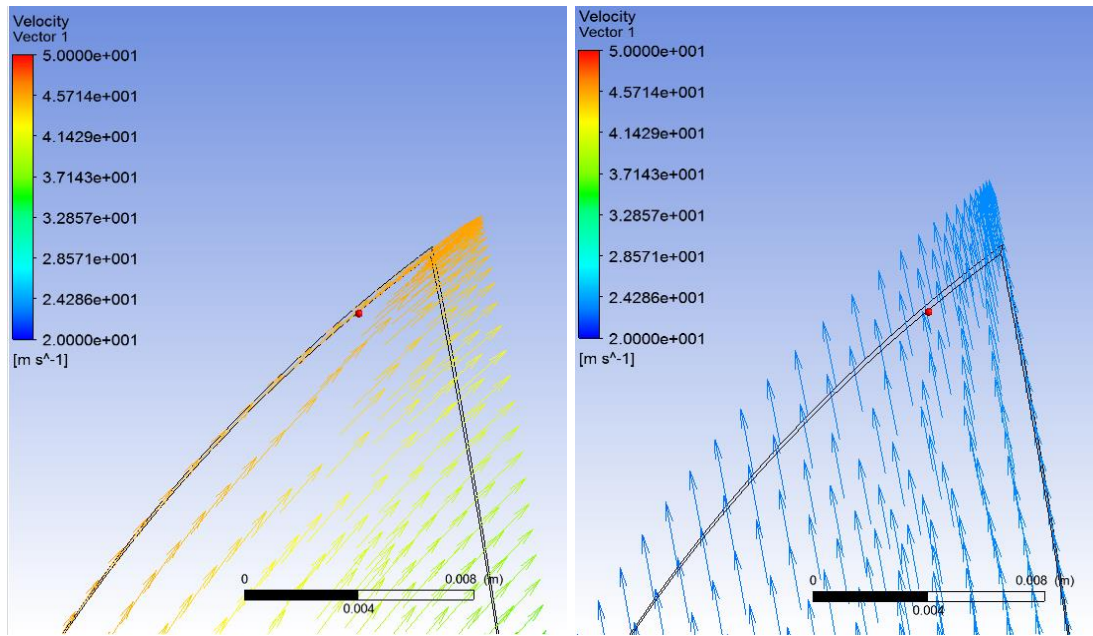 Velocity
Vector 1
5.0000e+001
4.5714e+001
4.1429e+001
3.7143e+001
3.2857e+001
2.8571e+001
2.4286e+001
2.0000e+001
[m s^-1]
0
0.008 (m)
0.004
Velocity
Vector 1
5.0000e+001
4.5714e+001
4.1429e+001
3.7143e+001
3.2857e+001
2.8571e+001
2.4286e+001
2.0000e+001
[m s^-1]
0
0.008 (m)
0.004